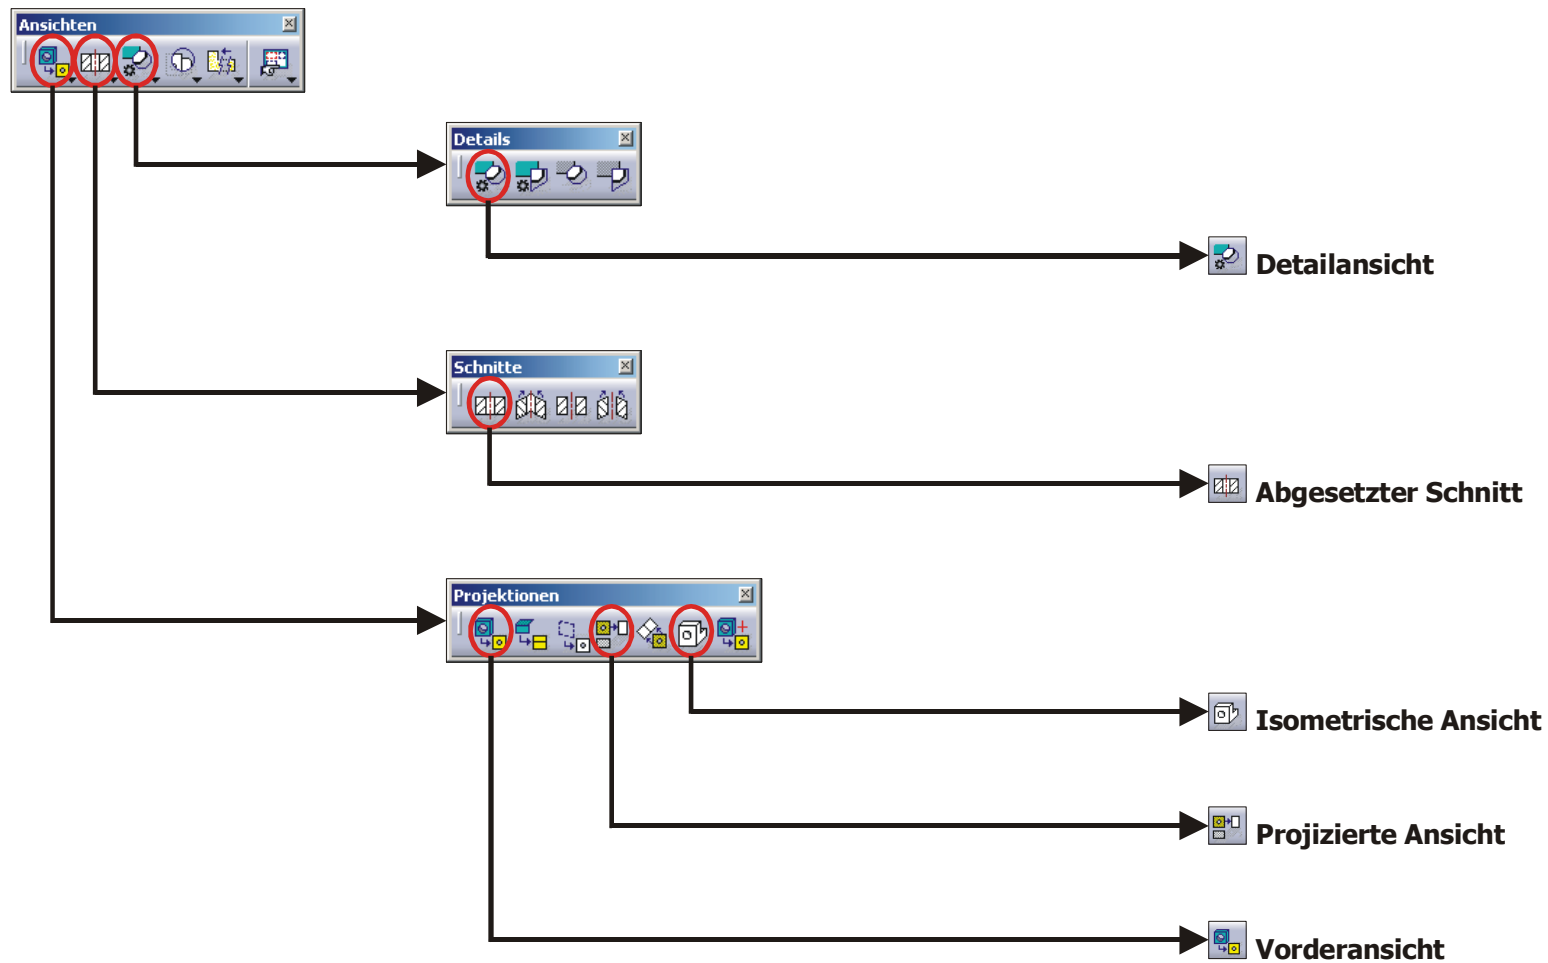 Ansichten
Details
Detailansicht
Schnitte
Abgesetzter Schnitt
Projektionen
Isometrische Ansicht
Projizierte Ansicht
Vorderansicht